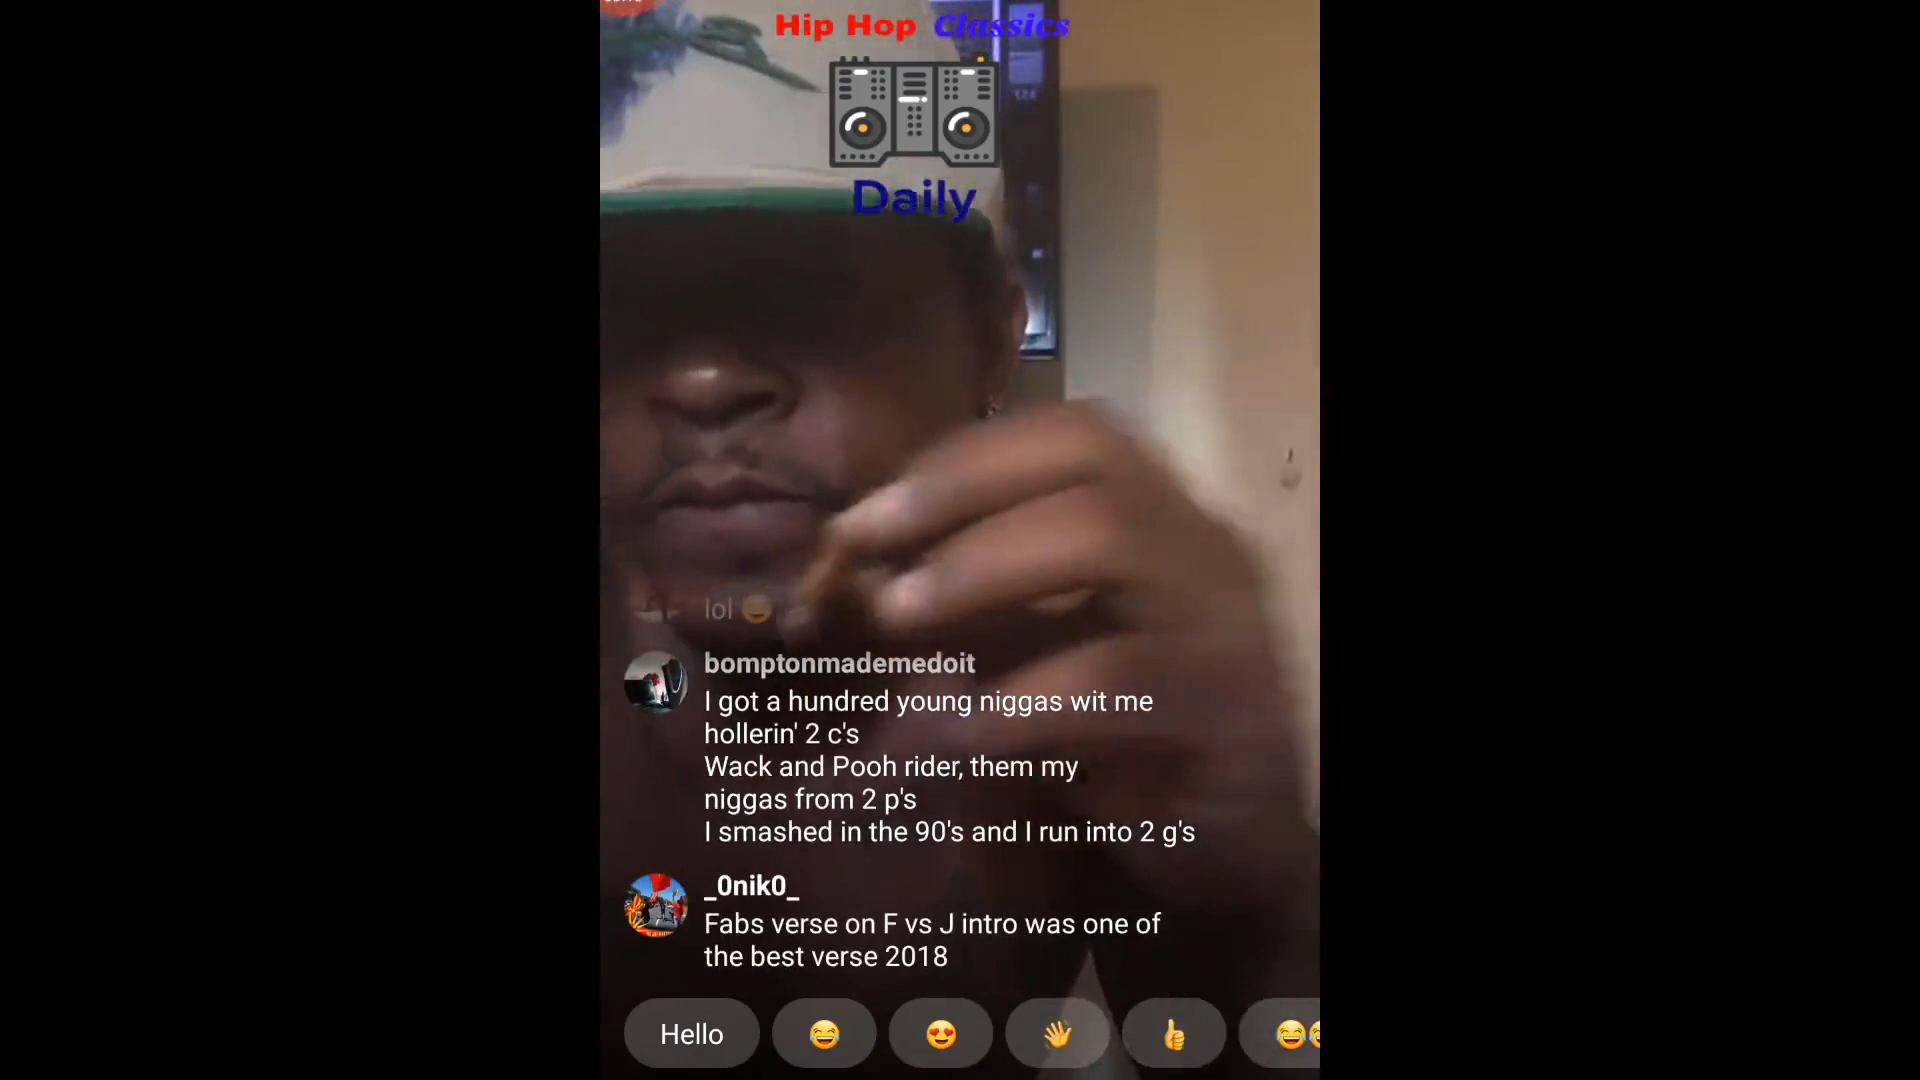 Hip Hop Classics
Daily
lol 😄
bomptonmademedoit
I got a hundred young niggas wit me
hollerin' 2 c's
Wack and Pooh rider, them my
niggas from 2 p's
I smashed in the 90's and I run into 2 g's
_0nik0_
Fabs verse on F vs J intro was one of
the best verse 2018
Hello 😂 😍 👋 👍 😂